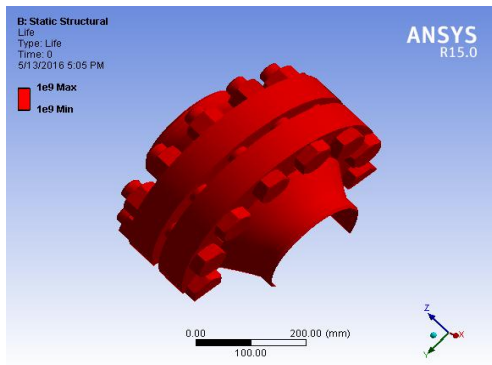 B: Static Structural
Life
Type: Life
Time: 0
5/13/2016 5:05 PM
1e9 Max
1e9 Min
ANSYS
R15.0
0.00 200.00 (mm)
100.00
Z
X
Y